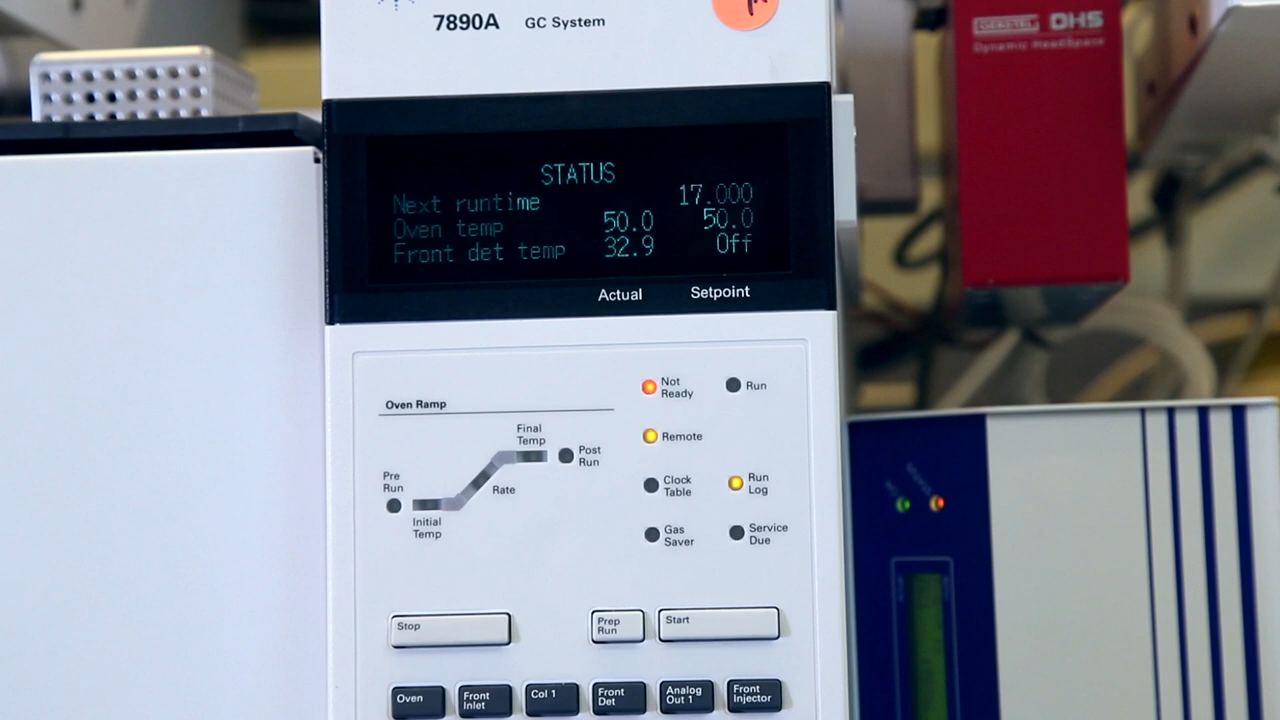 7890A GC System
GERSTEL DHS
Dynamic HeadSpace
STATUS
Next runtime 17.000
Oven temp 50.0 50.0
Front det temp 32.9 Off
Actual Setpoint
Not Ready
Run
Oven Ramp
Remote
Final Temp
Post Run
Pre Run
Rate
Initial Temp
Clock Table
Run Log
Gas Saver
Service Due
Stop
Prep Run
Start
Oven
Front Inlet
Col 1
Front Det
Analog Out 1
Front Injector